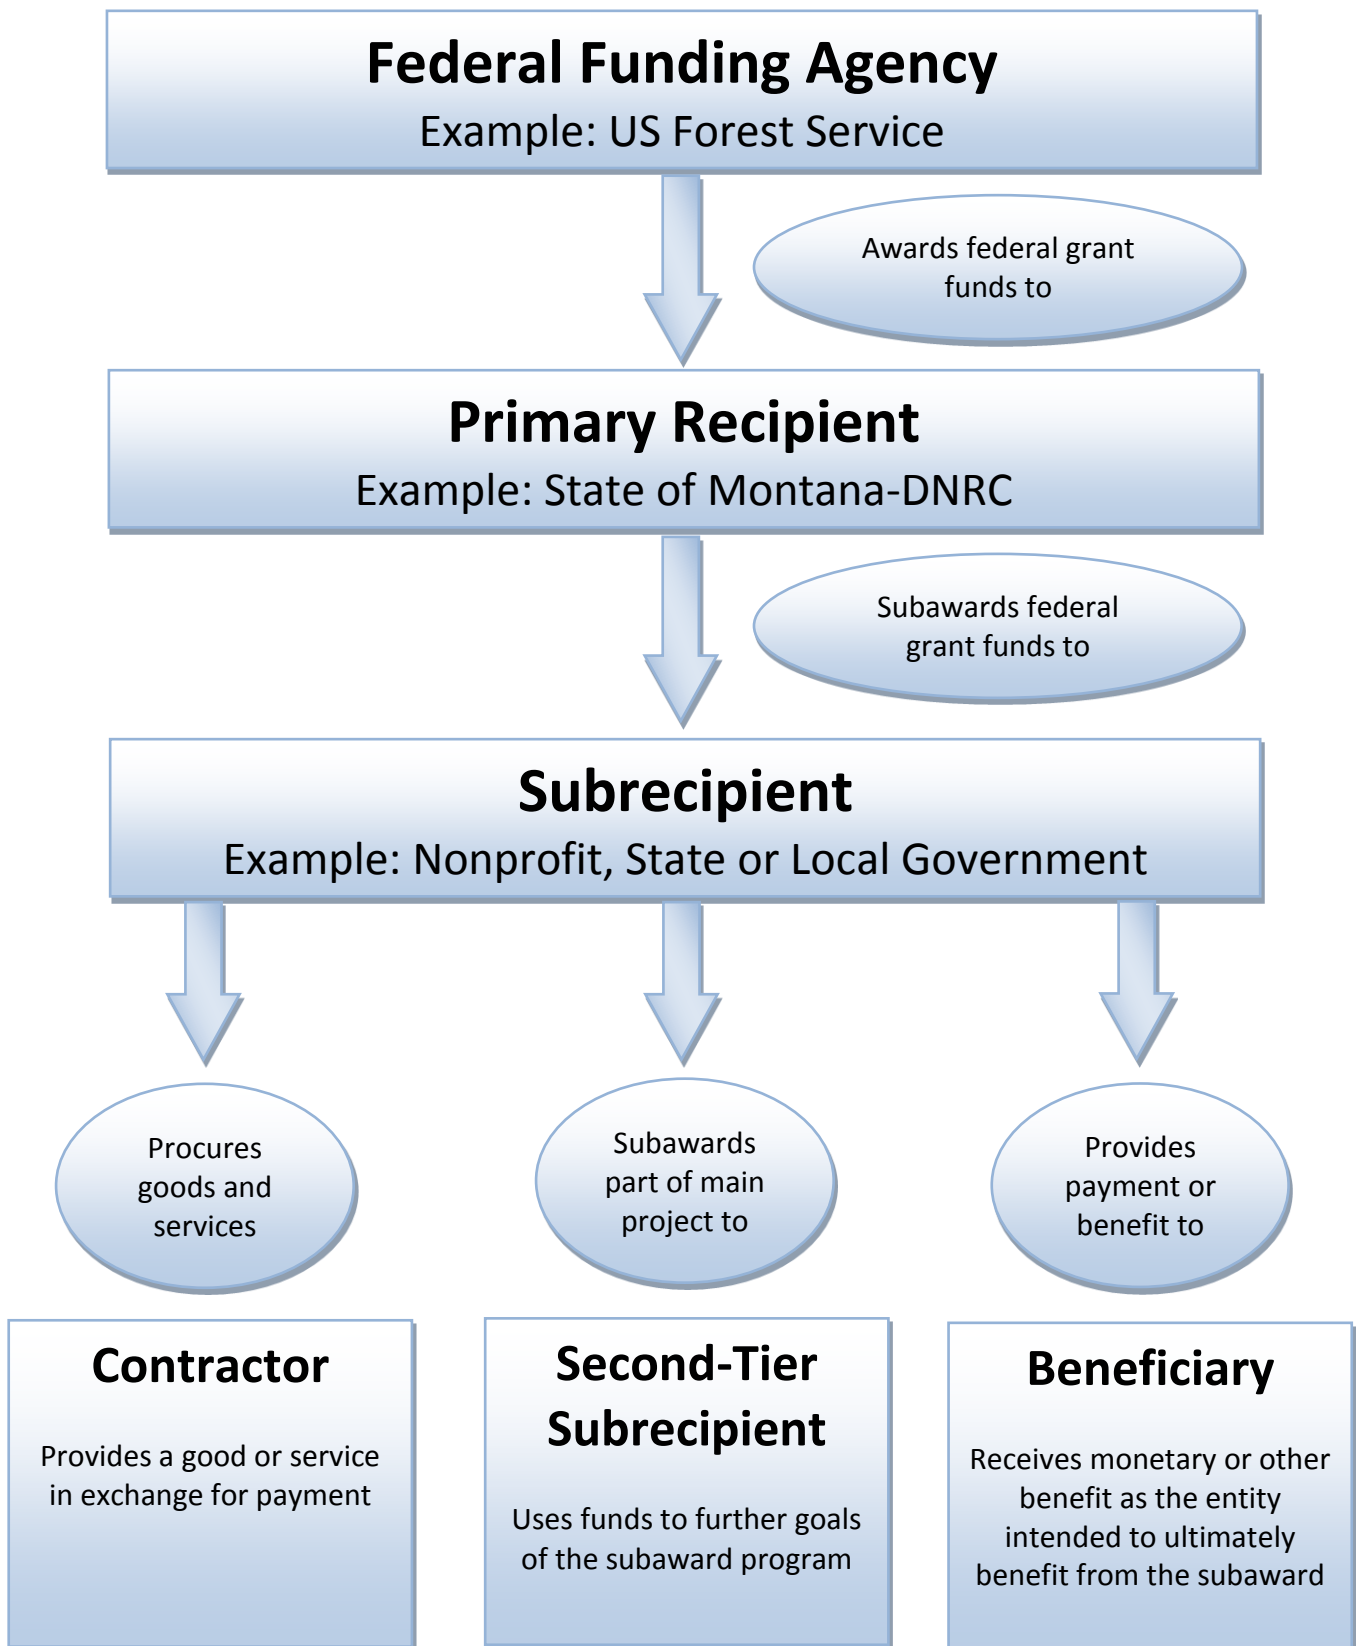 Federal Funding Agency
Example: US Forest Service
Awards federal grant
funds to
Primary Recipient
Example: State of Montana-DNRC
Subawards federal
grant funds to
Subrecipient
Example: Nonprofit, State or Local Government
Procures
goods and
services
Subawards
part of main
project to
Provides
payment or
benefit to
Contractor
Provides a good or service
in exchange for payment
Second-Tier
Subrecipient
Uses funds to further goals
of the subaward program
Beneficiary
Receives monetary or other
benefit as the entity
intended to ultimately
benefit from the subaward